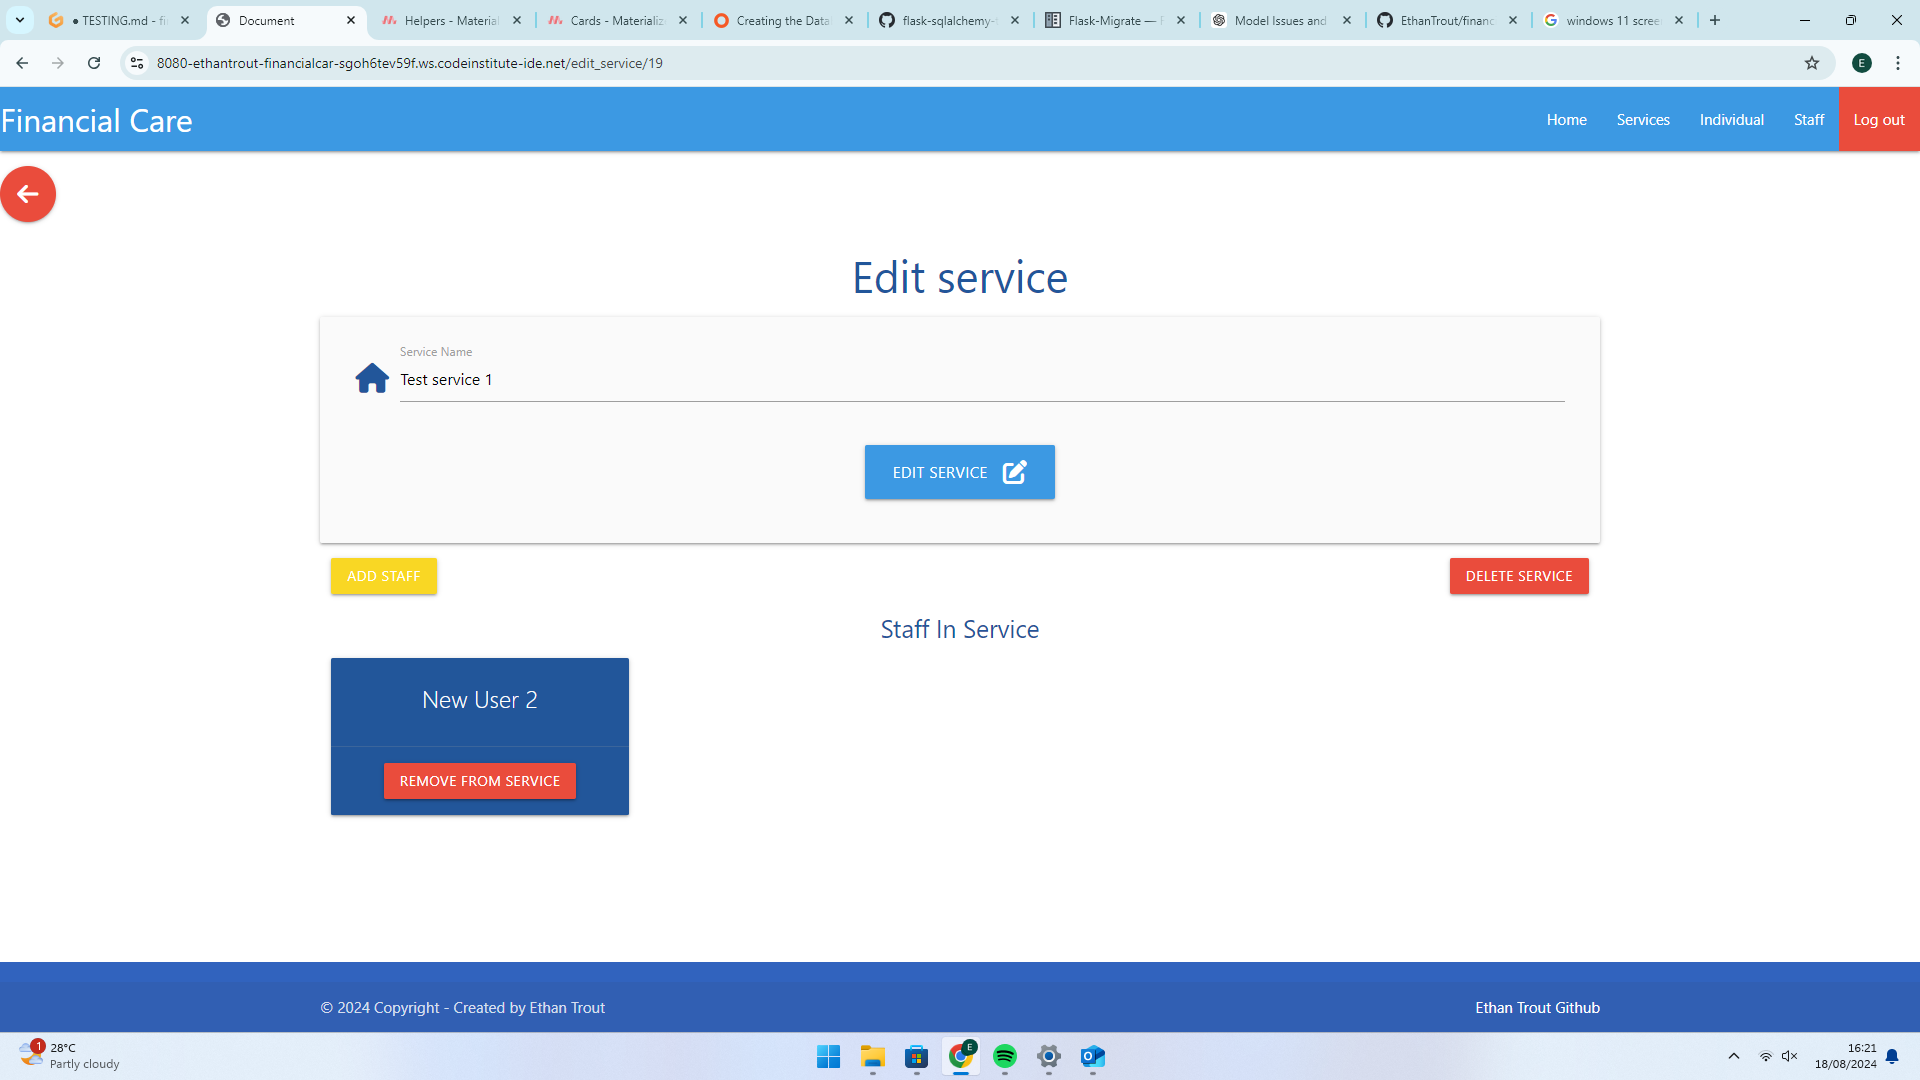 ● TESTING.md - fi
Document
Helpers - Material
Cards - Materializ
Creating the Data
flask-sqlalchemy-
Flask-Migrate —
Model Issues and
EthanTrout/financ
windows 11 scree
8080-ethantrout-financialcar-sgoh6tev59f.ws.codeinstitute-ide.net/edit_service/19
E
Financial Care
Home
Services
Individual
Staff
Log out
Edit service
Service Name
Test service 1
EDIT SERVICE
ADD STAFF
DELETE SERVICE
Staff In Service
New User 2
REMOVE FROM SERVICE
© 2024 Copyright - Created by Ethan Trout
Ethan Trout Github
1
28°C
Partly cloudy
E
16:21
18/08/2024